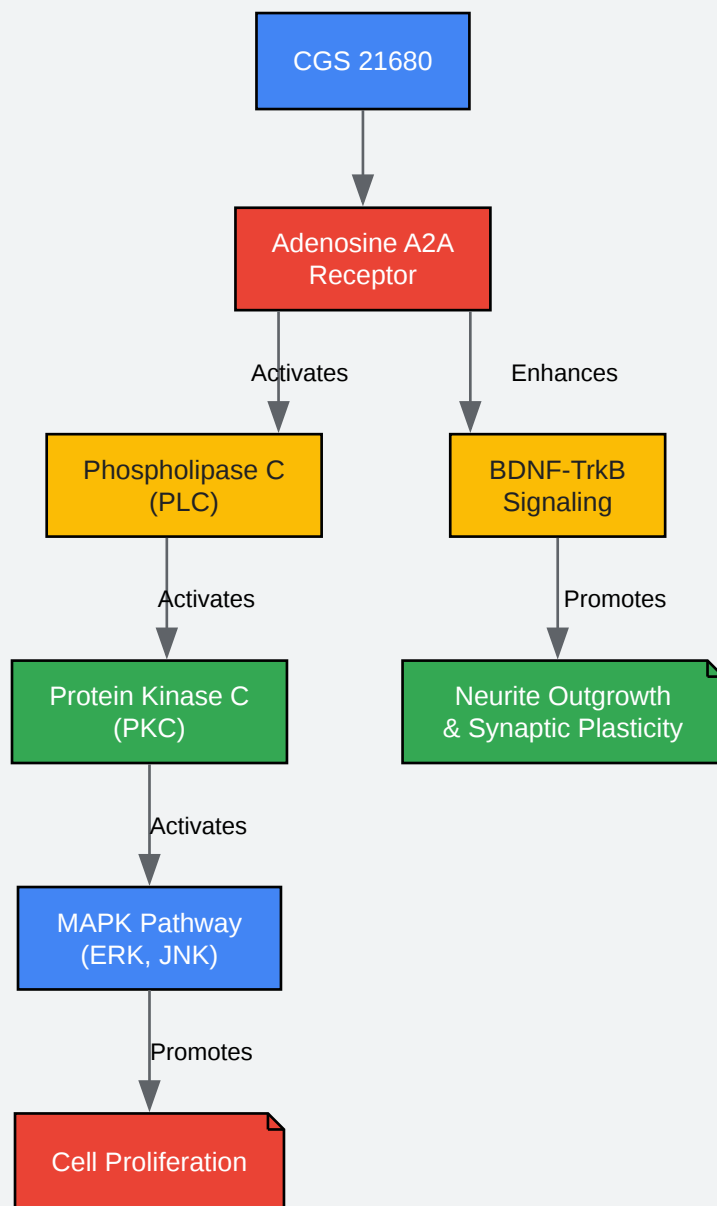 CGS 21680
Adenosine A2A
Receptor
Activates
Enhances
Phospholipase C
(PLC)
BDNF-TrkB
Signaling
Activates
Promotes
Protein Kinase C
(PKC)
Neurite Outgrowth
& Synaptic Plasticity
Activates
MAPK Pathway
(ERK, JNK)
Promotes
Cell Proliferation